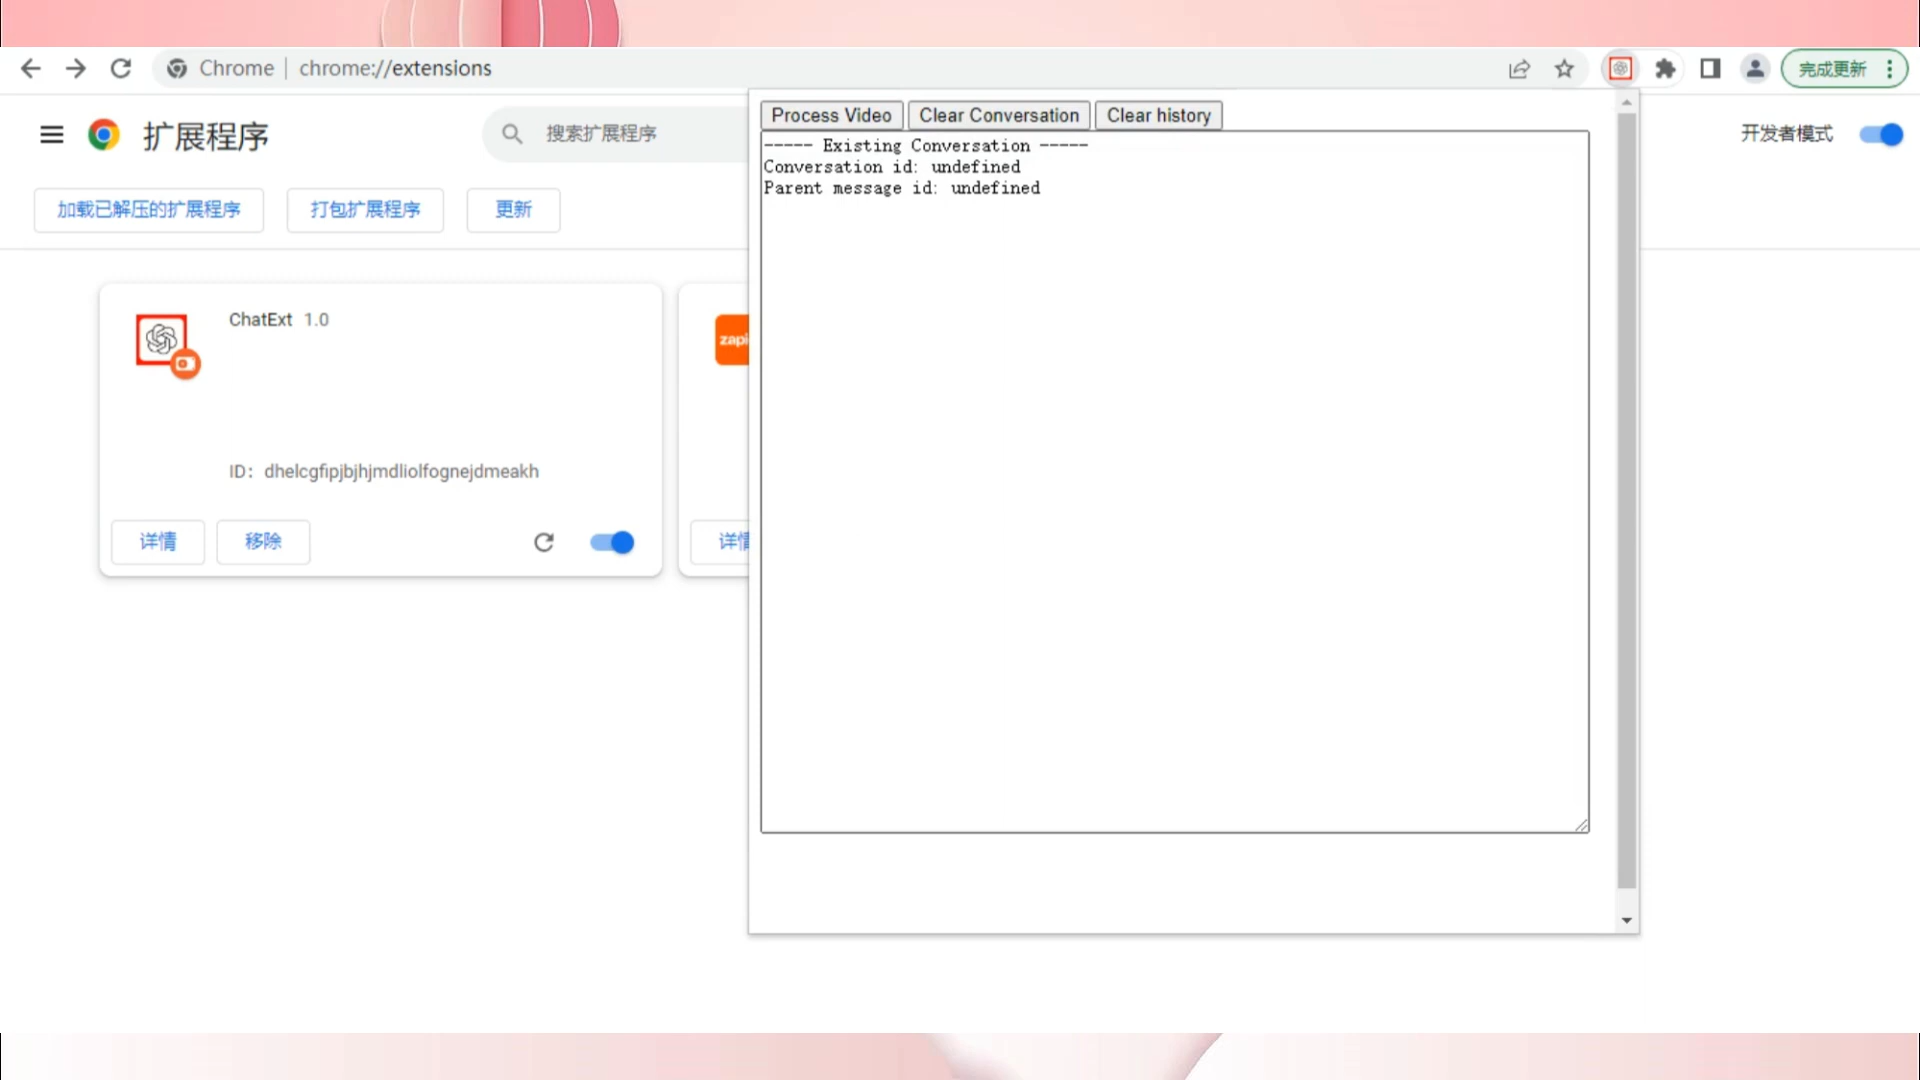 Chrome | chrome://extensions
完成更新
扩展程序
搜索扩展程序
开发者模式
加载已解压的扩展程序
打包扩展程序
更新
Process Video
Clear Conversation
Clear history
----- Existing Conversation -----
Conversation id: undefined
Parent message id: undefined
ChatExt 1.0
ID: dhelcgfipjbjhjmdliolfognejdmeakh
详情
移除
zapi
详情